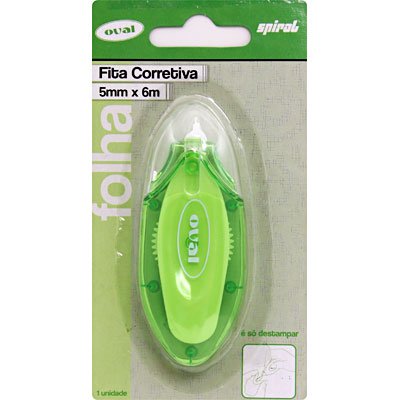 oval
spiral
Fita Corretiva
5mm x 6m
folha
oval
é só destampar
1 unidade